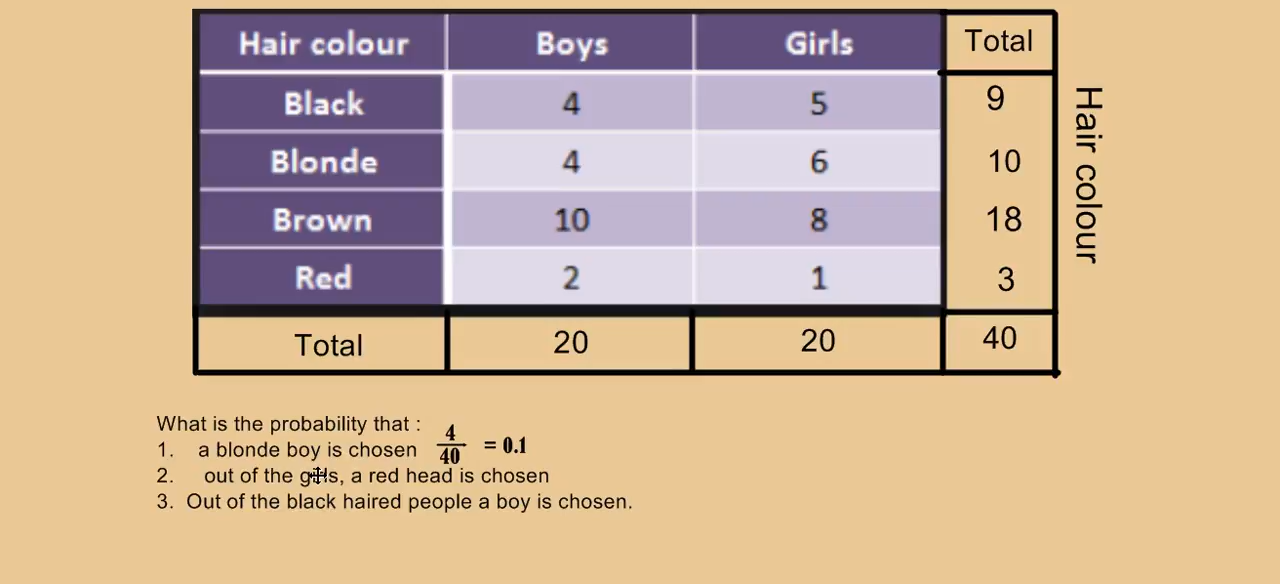 Hair colour Boys Girls Total
Black 4 5 9
Blonde 4 6 10
Brown 10 8 18
Red 2 1 3
Total 20 20 40
Hair colour
What is the probability that :
1. a blonde boy is chosen 4/40 = 0.1
2. out of the girls, a red head is chosen
3. Out of the black haired people a boy is chosen.